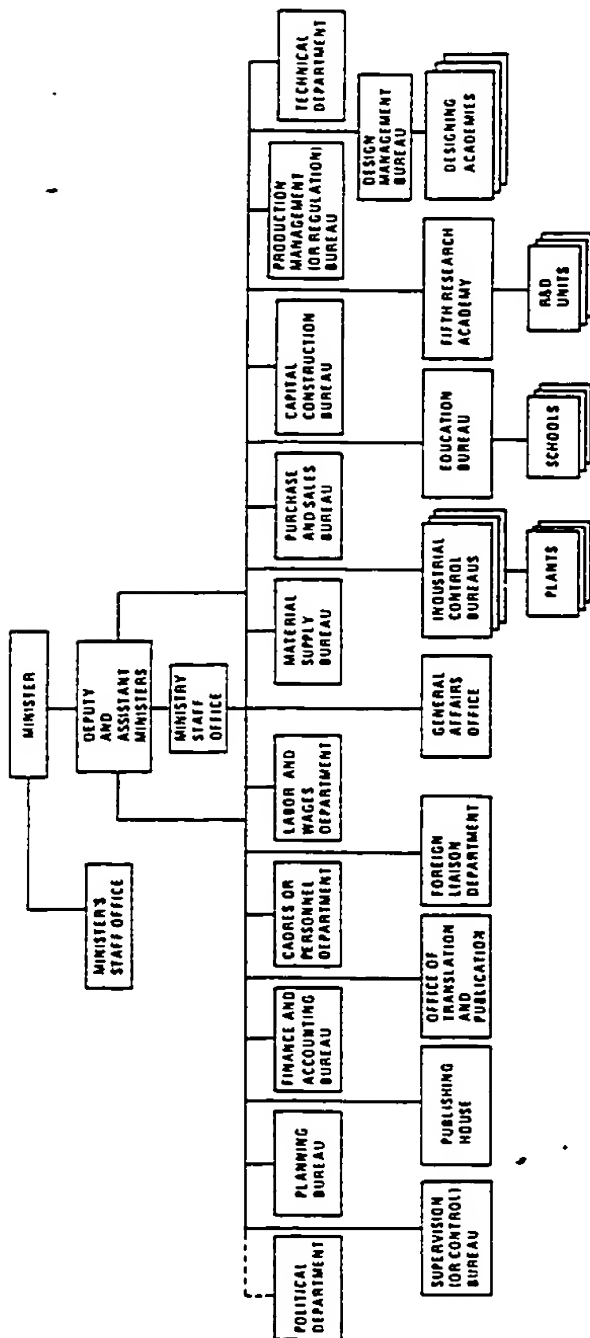 MINISTER
MINISTER'S
STAFF OFFICE
DEPUTY
AND
ASSISTANT
MINISTERS
MINISTRY
STAFF
OFFICE
POLITICAL
DEPARTMENT
PLANNING
BUREAU
FINANCE AND
ACCOUNTING
BUREAU
CADRES OR
PERSONNEL
DEPARTMENT
LABOR AND
WAGES
DEPARTMENT
MATERIAL
SUPPLY
BUREAU
PURCHASE
AND SALES
BUREAU
CAPITAL
CONSTRUCTION
BUREAU
PRODUCTION
MANAGEMENT
(OR REGULATION)
BUREAU
TECHNICAL
DEPARTMENT
DESIGN
MANAGEMENT
BUREAU
SUPERVISION
(OR CONTROL)
BUREAU
PUBLISHING
HOUSE
OFFICE OF
TRANSLATION
AND
PUBLICATION
FOREIGN
LIAISON
DEPARTMENT
GENERAL
AFFAIRS
OFFICE
INDUSTRIAL
CONTROL
BUREAUS
EDUCATION
BUREAU
FIFTH RESEARCH
ACADEMY
DESIGNING
ACADEMIES
PLANTS
SCHOOLS
R&D
UNITS